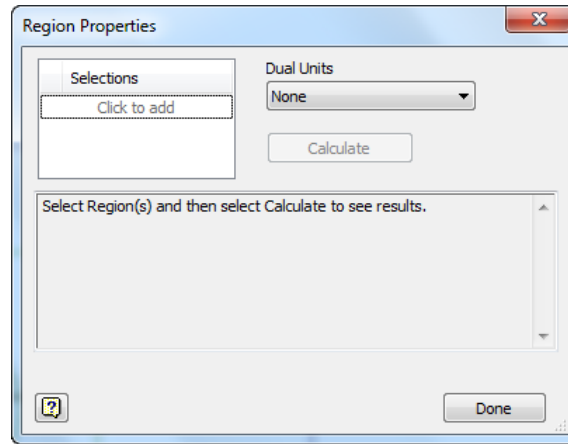 Region Properties
Selections
Click to add
Dual Units
None
Calculate
Select Region(s) and then select Calculate to see results.
Done